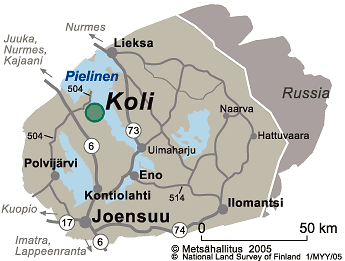 Juuka,
Nurmes,
Kajaani
Nurmes
Lieksa
Pielinen
504
Koli
Russia
73
Naarva
504
6
Uimaharju
Hattuvaara
Polvijärvi
Eno
Kontiolahti
514
Kuopio
17
Joensuu
Ilomantsi
74
6
0
50 km
Imatra,
Lappeenranta
© Metsähallitus 2005
© National Land Survey of Finland 1/MYY/05